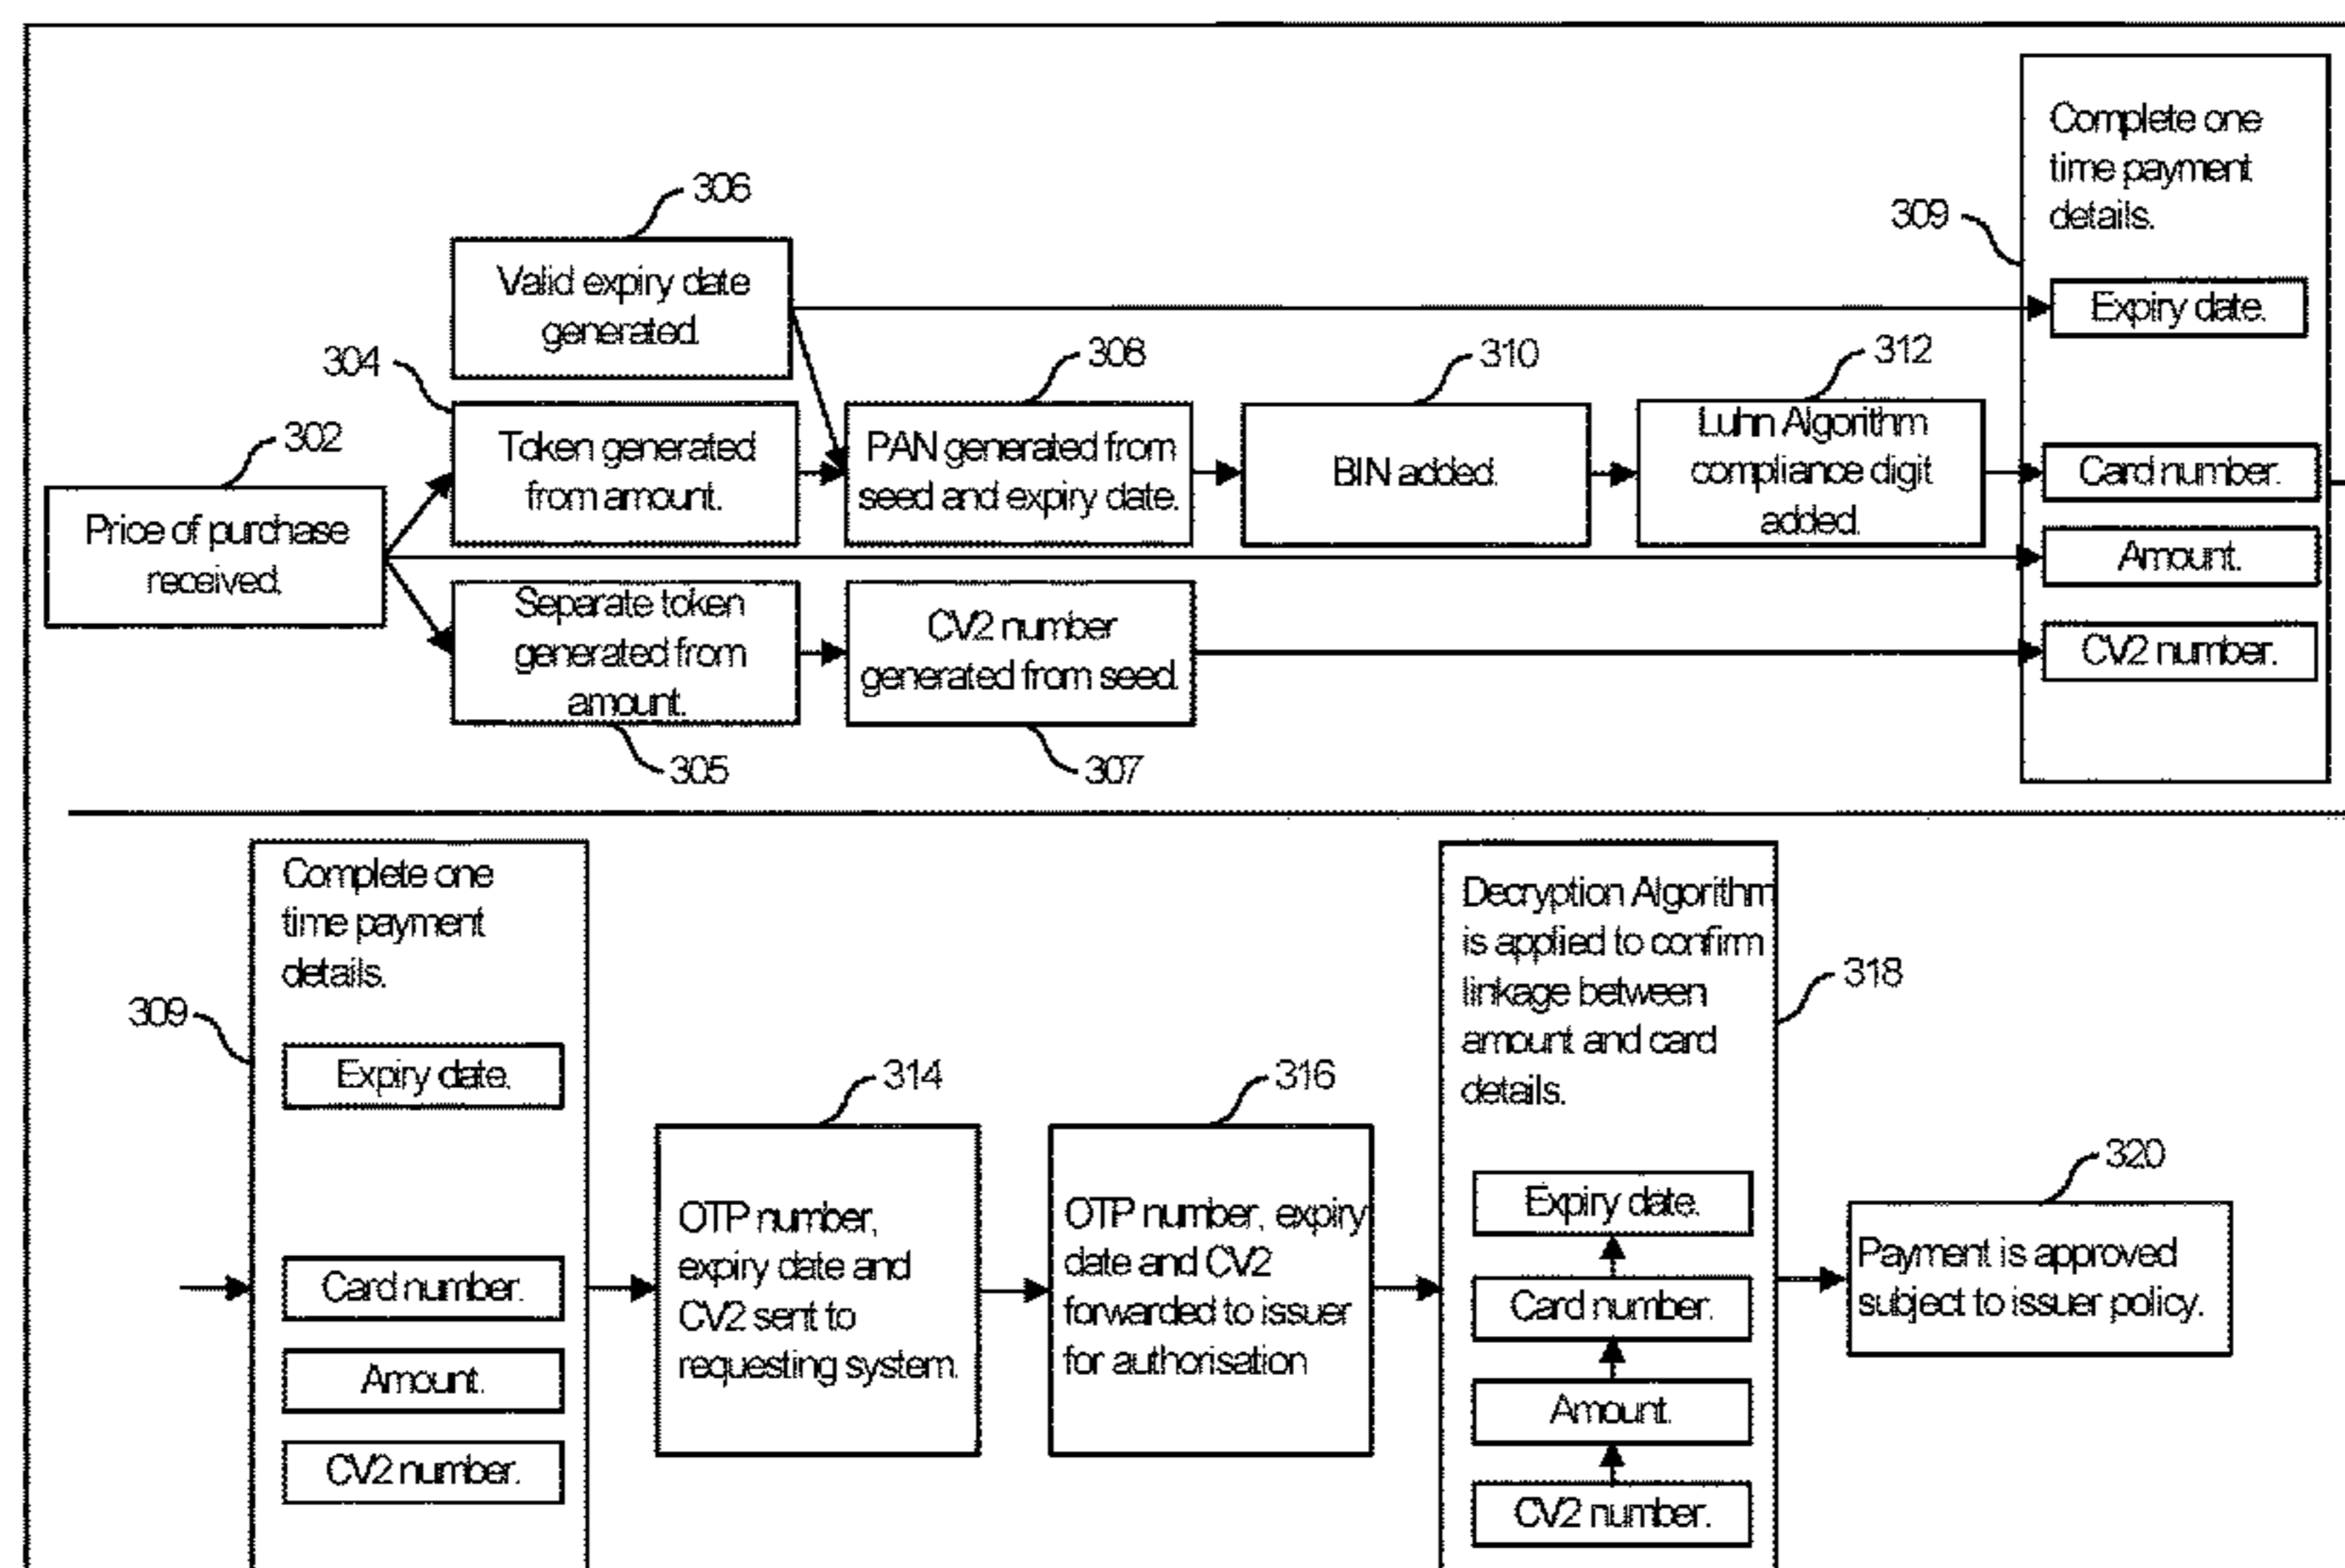 306
Valid expiry date
generated.
304
308
310
312
309
Complete one
time payment
details.
Expiry date.
302
Price of purchase
received.
Token generated
from amount.
PAN generated from
seed and expiry date.
BIN added.
Luhn Algorithm
compliance digit
added.
Card number.
Amount.
Separate token
generated from
amount.
CV2 number
generated from seed.
CV2 number.
305
307
309
Complete one
time payment
details.
Expiry date.
Card number.
Amount.
CV2 number.
314
OTP number,
expiry date and
CV2 sent to
requesting system.
316
OTP number, expiry
date and CV2
forwarded to issuer
for authorisation
318
Decryption Algorithm
is applied to confirm
linkage between
amount and card
details.
Expiry date.
Card number.
Amount.
CV2 number.
320
Payment is approved
subject to issuer policy.